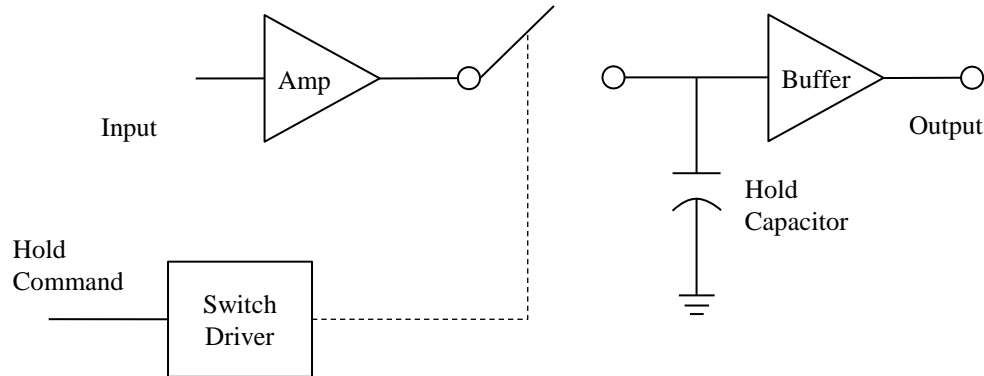 Amp
Buffer
Input
Output
Hold
Capacitor
Hold
Command
Switch
Driver